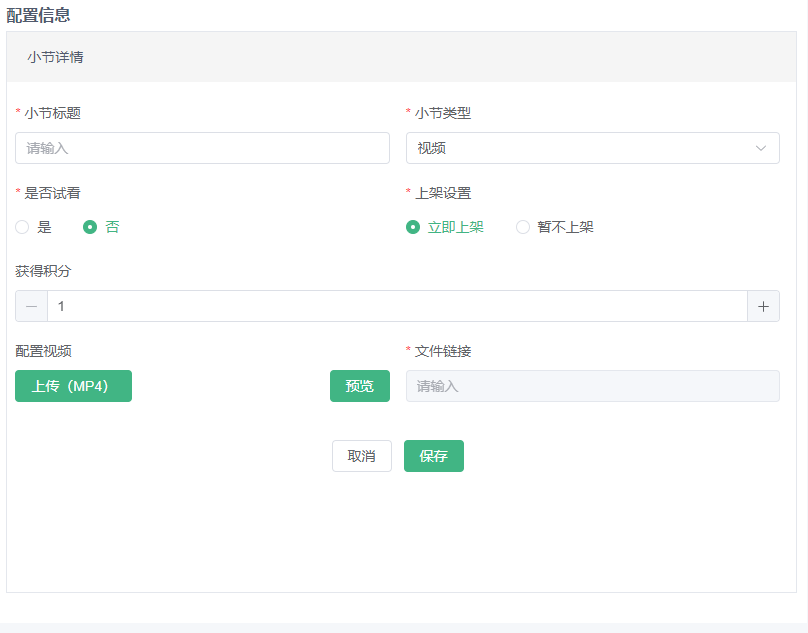 配置信息
小节详情
* 小节标题
* 小节类型
请输入
视频
* 是否试看
* 上架设置
是
否
立即上架
暂不上架
获得积分
1
配置视频
* 文件链接
上传（MP4）
预览
请输入
取消
保存